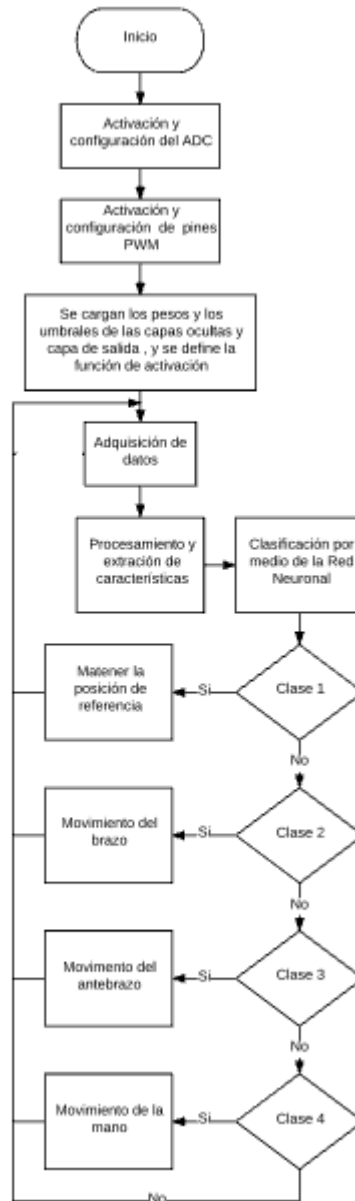 Inicio
Activación y
configuración del ADC
Activación y
configuración de pines
PWM
Se cargan los pesos y los
umbrales de las capas ocultas y
capa de salida , y se define la
función de activación
Adquisición de
datos
Procesamiento y
extracción de
características
Clasificación por
medio de la Red
Neuronal
Matener la
posición de
referencia
Si
Clase 1
No
Movimiento del
brazo
Si
Clase 2
No
Movimento del
antebrazo
Si
Clase 3
No
Movimiento de la
mano
Si
Clase 4
No